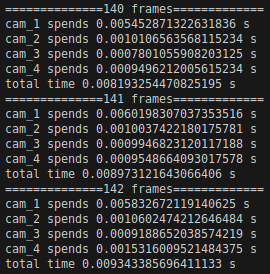 ==============140 frames=============
cam_1 spends 0.005452871322631836 s
cam_2 spends 0.0010106563568115234 s
cam_3 spends 0.0007801055908203125 s
cam_4 spends 0.0009496212005615234 s
total time 0.008193254470825195 s
==============141 frames=============
cam_1 spends 0.0060198307037353516 s
cam_2 spends 0.0010037422180175781 s
cam_3 spends 0.0009946823120117188 s
cam_4 spends 0.0009548664093017578 s
total time 0.008973121643066406 s
==============142 frames=============
cam_1 spends 0.005832672119140625 s
cam_2 spends 0.0010602474212646484 s
cam_3 spends 0.0009188652038574219 s
cam_4 spends 0.0015316009521484375 s
total time 0.009343385696411133 s